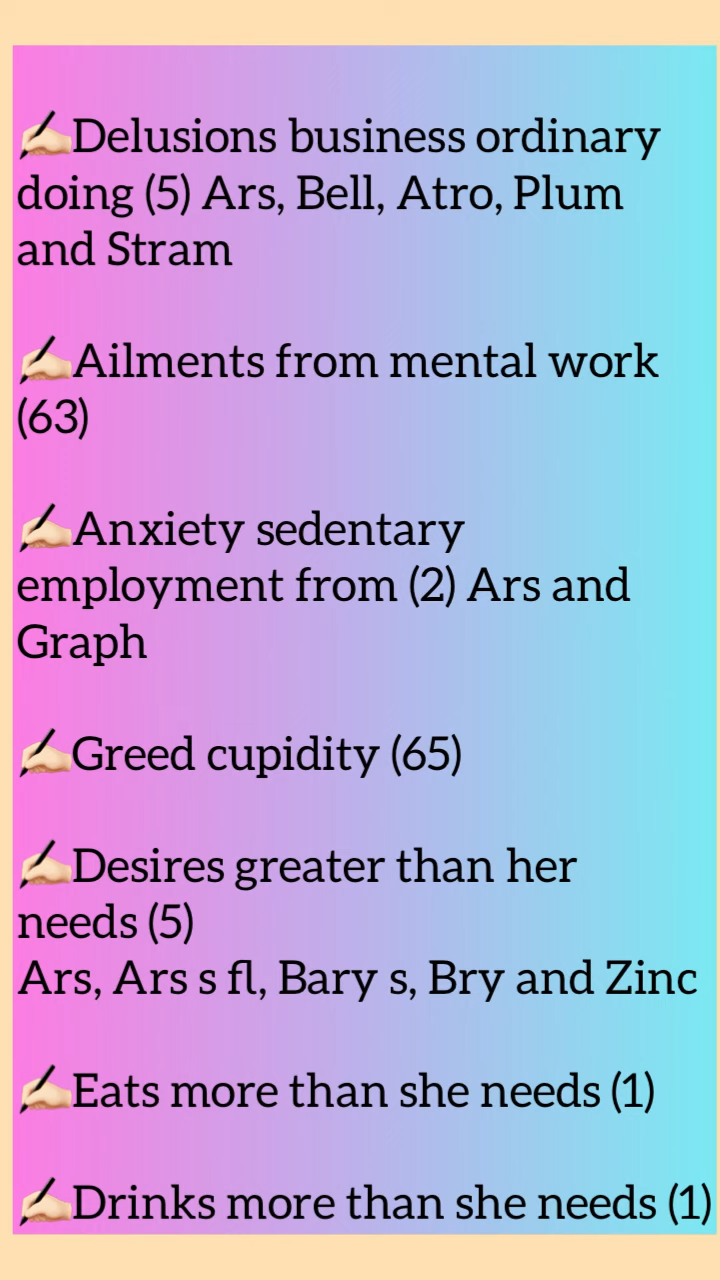 ✍🏻Delusions business ordinary
doing (5) Ars, Bell, Atro, Plum
and Stram
✍🏻Ailments from mental work
(63)
✍🏻Anxiety sedentary
employment from (2) Ars and
Graph
✍🏻Greed cupidity (65)
✍🏻Desires greater than her
needs (5)
Ars, Ars s fl, Bary s, Bry and Zinc
✍🏻Eats more than she needs (1)
✍🏻Drinks more than she needs (1)